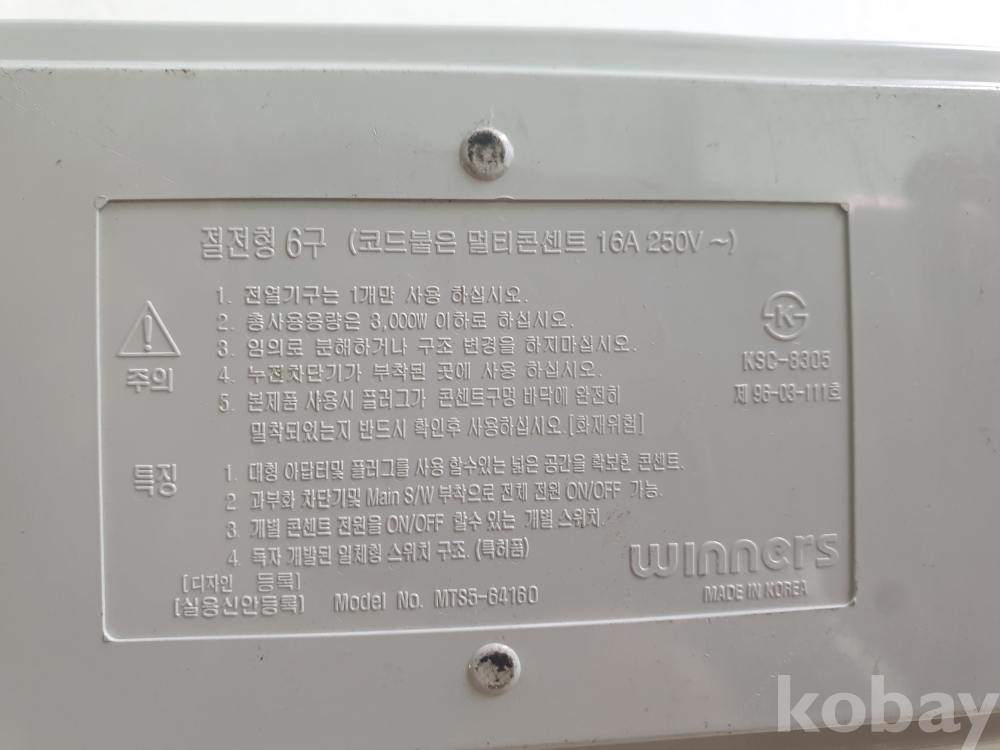 절전형 6구 (코드붙은 멀티콘센트 16A 250V ~)
주의
1. 전열기구는 1개만 사용 하십시오.
2. 총사용용량은 3,000W 이하로 하십시오.
3. 임의로 분해하거나 구조 변경을 하지마십시오.
4. 누전차단기가 부착된 곳에 사용 하십시오.
5. 본제품 사용시 플러그가 콘센트구멍 바닥에 완전히
밀착되었는지 반드시 확인후 사용하십시오.[화재위험]
K
KSC-8305
제 96-03-111호
특징
1. 대형 아답터및 플러그를 사용 할수있는 넓은 공간을 확보한 콘센트.
2. 과부화 차단기및 Main S/W 부착으로 전체 전원 ON/OFF 가능.
3. 개별 콘센트 전원을 ON/OFF 할수 있는 개별 스위치.
4. 독자 개발된 일체형 스위치 구조. (특허품)
[디자인 등록]
[실용신안등록] Model No. MTS5-64160
winners
MADE IN KOREA
kobay